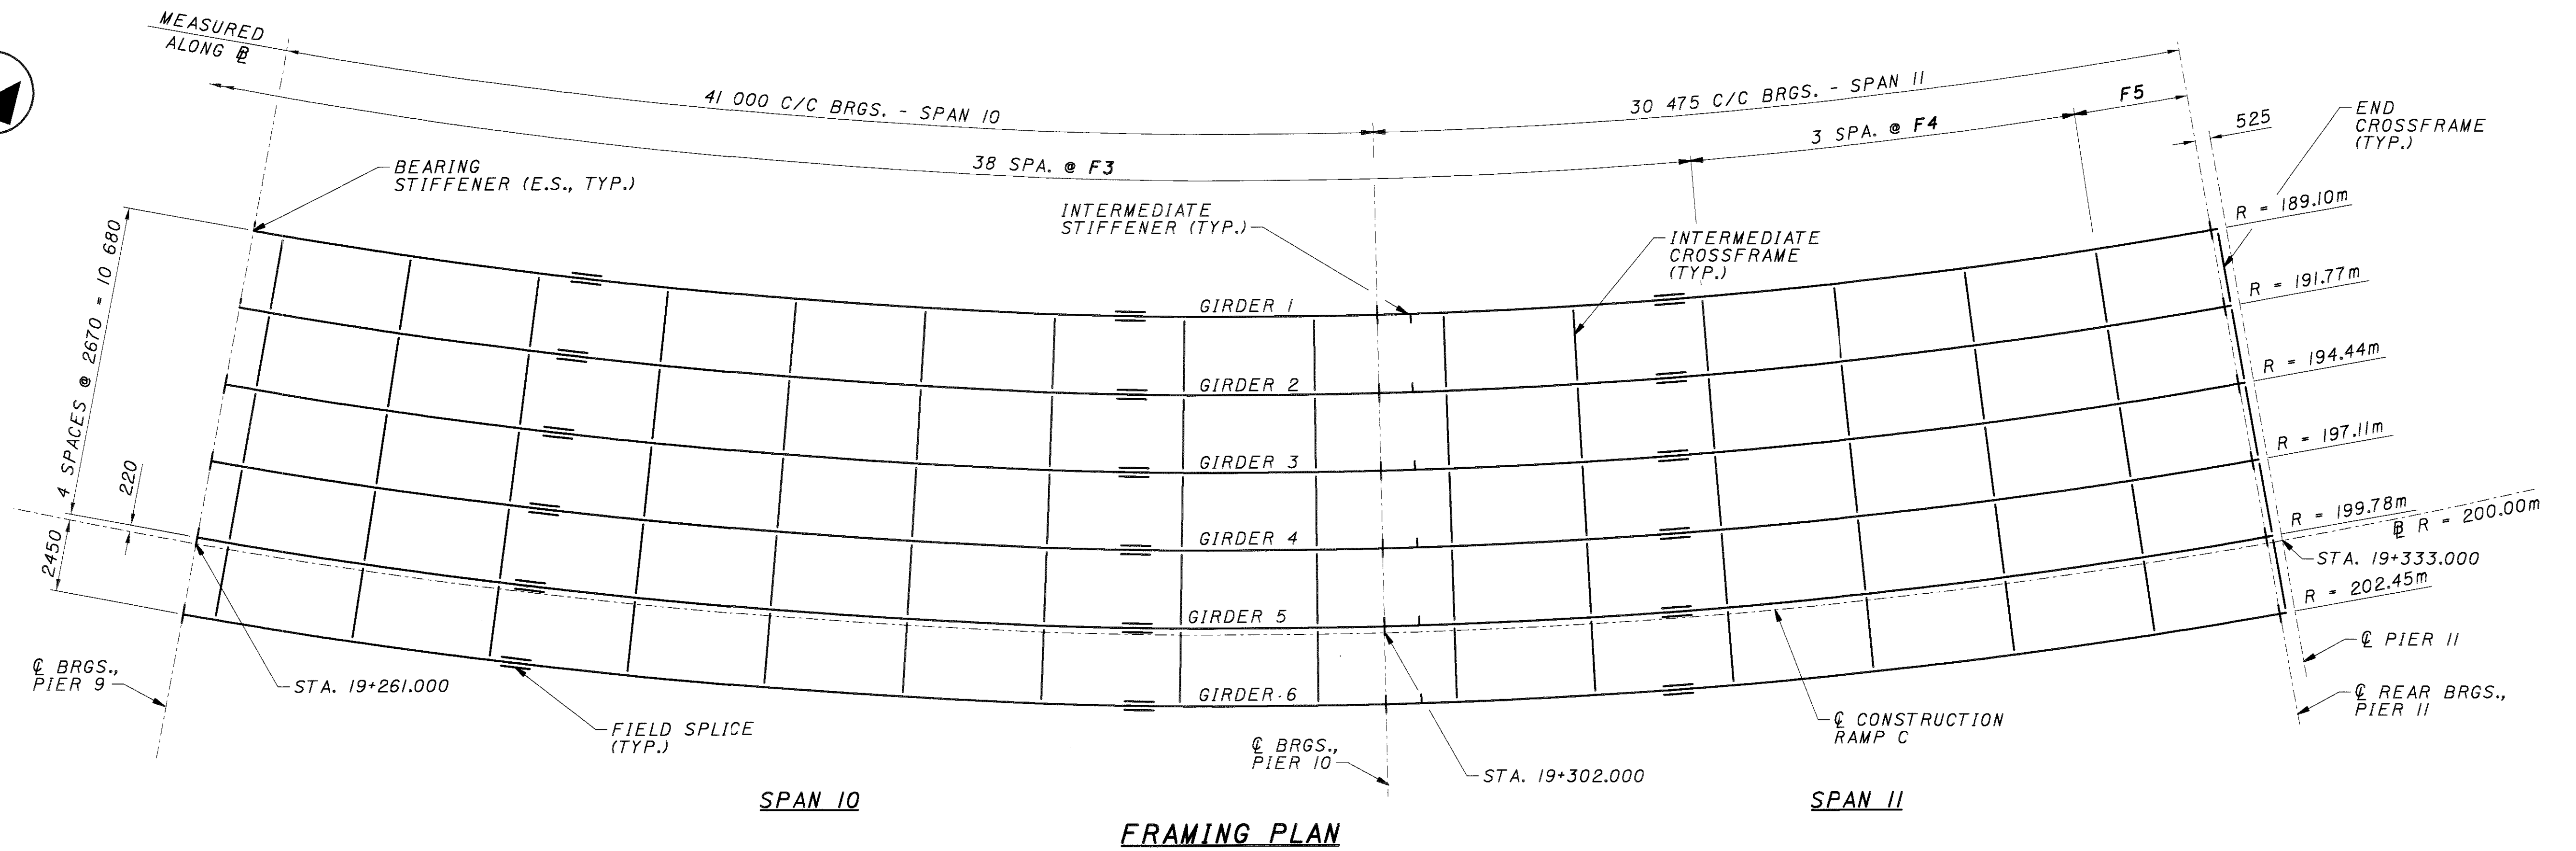 MEASURED
ALONG ℄
41 000 C/C BRGS. - SPAN 10
30 475 C/C BRGS. - SPAN 11
38 SPA. @ F3
3 SPA. @ F4
F5
525
END
CROSSFRAME
(TYP.)
BEARING
STIFFENER (E.S., TYP.)
INTERMEDIATE
STIFFENER (TYP.)
INTERMEDIATE
CROSSFRAME
(TYP.)
4 SPACES @ 2670 = 10 680
220
2450
GIRDER 1
GIRDER 2
GIRDER 3
GIRDER 4
GIRDER 5
GIRDER 6
R = 189.10m
R = 191.77m
R = 194.44m
R = 197.11m
R = 199.78m
R = 200.00m
STA. 19+333.000
R = 202.45m
℄ PIER 11
℄ REAR BRGS.,
PIER 11
℄ BRGS.,
PIER 9
STA. 19+261.000
FIELD SPLICE
(TYP.)
℄ BRGS.,
PIER 10
STA. 19+302.000
℄ CONSTRUCTION
RAMP C
SPAN 10
SPAN 11
FRAMING PLAN